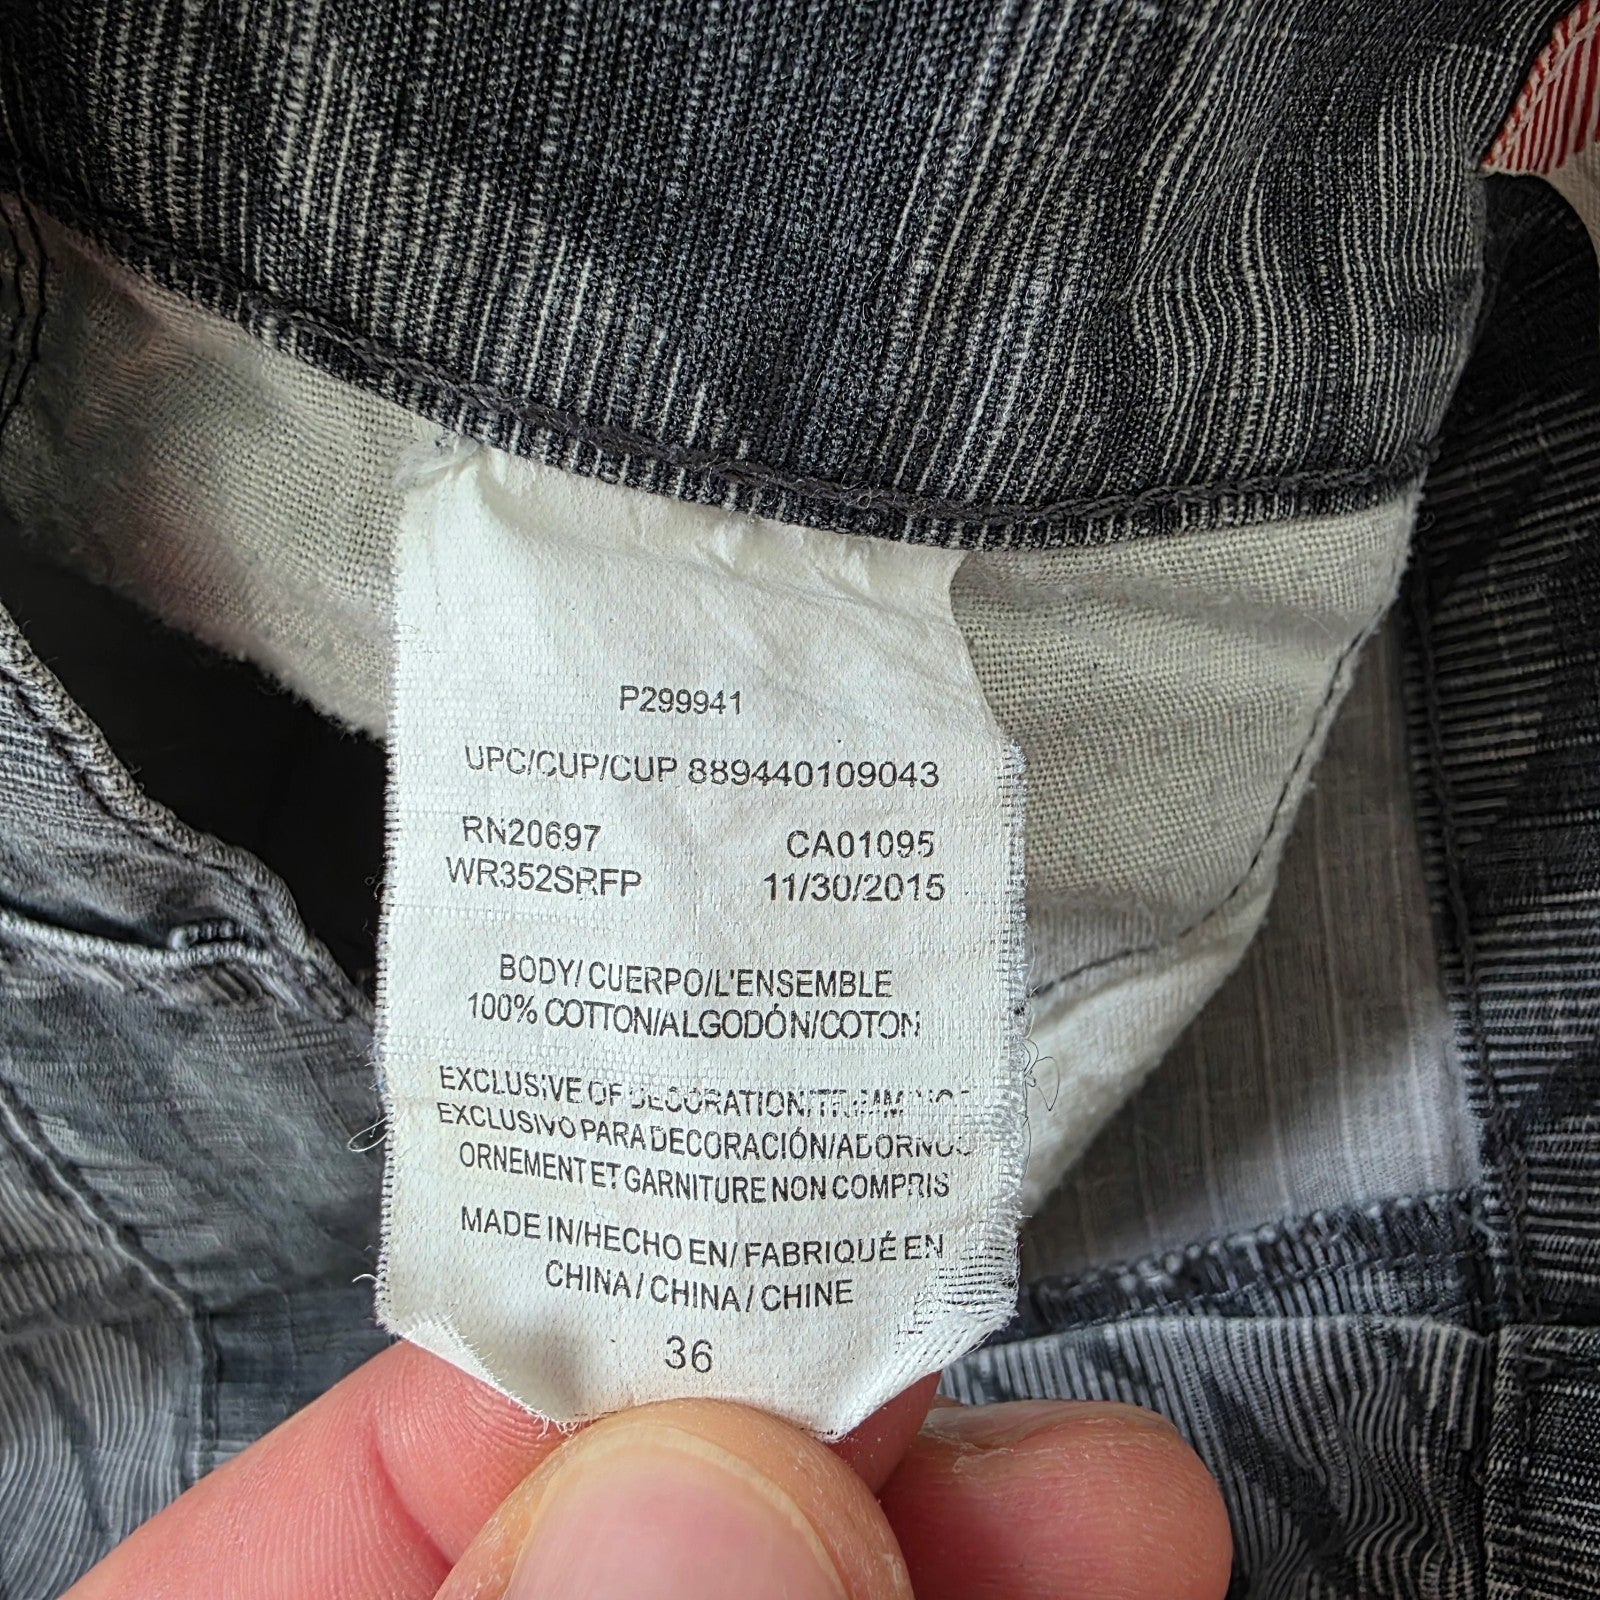 P299941
UPC/CUP/CUP 889440109043
RN20697 CA01095
WR352SRFP 11/30/2015
BODY/ CUERPO/L'ENSEMBLE
100% COTTON/ALGODÓN/COTON
EXCLUSIVE OF DECORATION/TRIMMINGS
EXCLUSIVO PARA DECORACIÓN/ADORNOS
ORNEMENT ET GARNITURE NON COMPRIS
MADE IN/HECHO EN/ FABRIQUÉ EN
CHINA / CHINA / CHINE
36